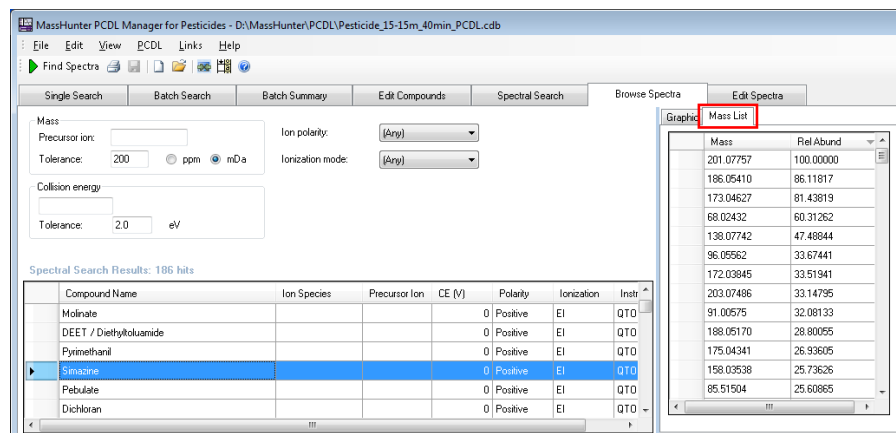 MassHunter PCDL Manager for Pesticides - D:\MassHunter\PCDL\Pesticide_15-15m_40min_PCDL.cdb
File Edit View PCDL Links Help
Find Spectra
Single Search Batch Search Batch Summary Edit Compounds Spectral Search Browse Spectra Edit Spectra
Mass
Precursor ion:
Tolerance: 200 ppm mDa
Ion polarity: (Any)
Ionization mode: (Any)
Collision energy
Tolerance: 2.0 eV
Spectral Search Results: 186 hits
Compound Name Ion Species Precursor Ion CE (V) Polarity Ionization Instr
Molinate 0 Positive EI QTO
DEET / Diethyltoluamide 0 Positive EI QTO
Pyrimethanil 0 Positive EI QTO
Simazine 0 Positive EI QTO
Pebulate 0 Positive EI QTO
Dichloran 0 Positive EI QTO
Graphic Mass List
Mass Rel Abund
201.07757 100.00000
186.05410 86.11817
173.04627 81.43819
68.02432 60.31262
138.07742 47.48844
96.05562 33.67441
172.03845 33.51941
203.07486 33.14795
91.00575 32.08133
188.05170 28.80055
175.04341 26.93605
158.03538 25.73626
85.51504 25.60865